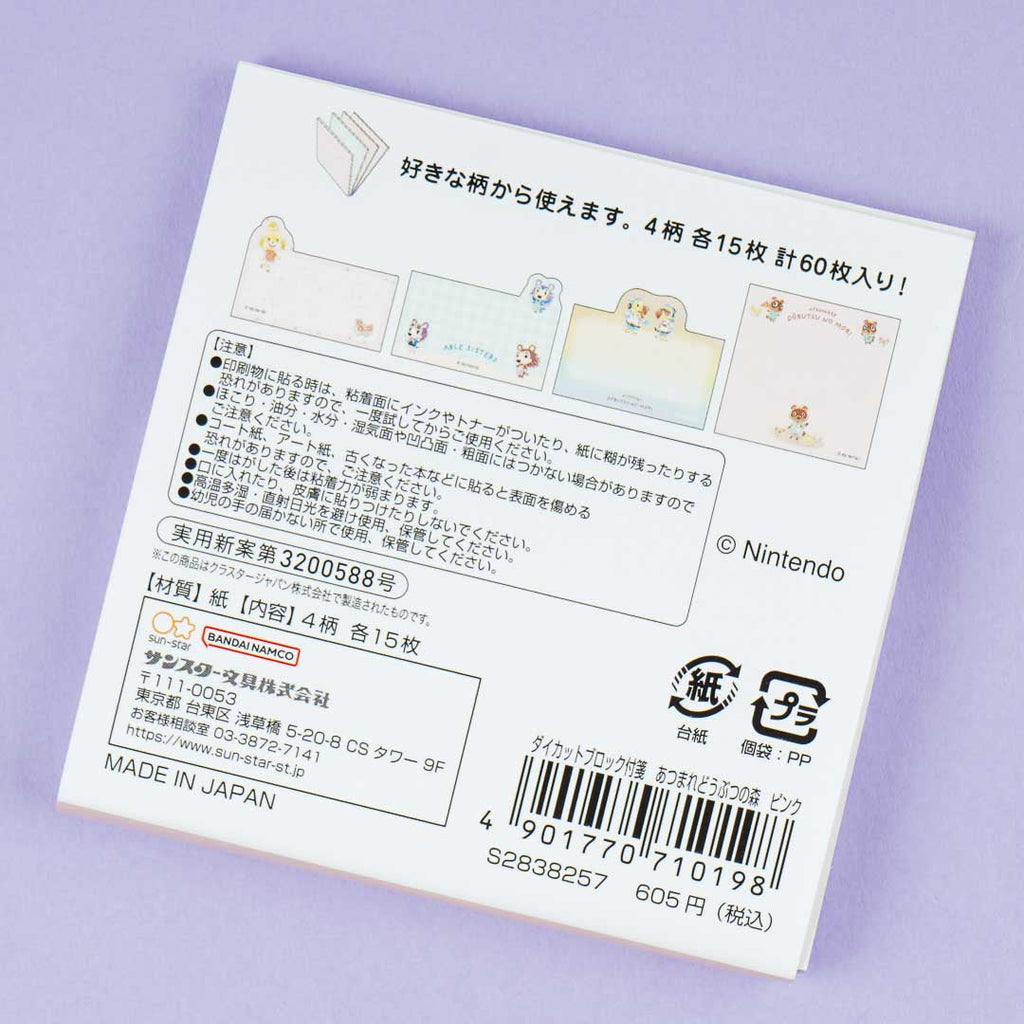 好きな柄から使えます。4柄 各15枚 計60枚入り!
ABLE SISTERS
DOBUTSU NO MORI
【注意】
●印刷物に貼る時は、粘着面にインクやトナーがついたり、紙に糊が残ったりする
恐れがありますので、一度試してからご使用ください。
●ほこり・油分・水分・湿気面や凹凸面・粗面にはつかない場合がありますので
ご注意ください。
●コート紙、アート紙、古くなった本などに貼ると表面を傷める
恐れがありますので、ご注意ください。
●一度はがした後は粘着力が弱まります。
●口に入れたり、皮膚に貼りつけたりしないでください。
●高温多湿・直射日光を避け使用、保管してください。
●幼児の手の届かない所で使用、保管してください。
© Nintendo
実用新案第3200588号
※この商品はクラスタージャパン株式会社で製造されたものです。
【材質】紙【内容】4柄 各15枚
sun-star
BANDAI NAMCO
サンスター文具株式会社
〒111-0053
東京都 台東区 浅草橋 5-20-8 CS タワー 9F
お客様相談室 03-3872-7141
https://www.sun-star-st.jp
MADE IN JAPAN
紙
台紙
プラ
個袋:PP
ダイカットブロック付箋 あつまれどうぶつの森 ピンク
4 901770 710198
S2838257 605円(税込)